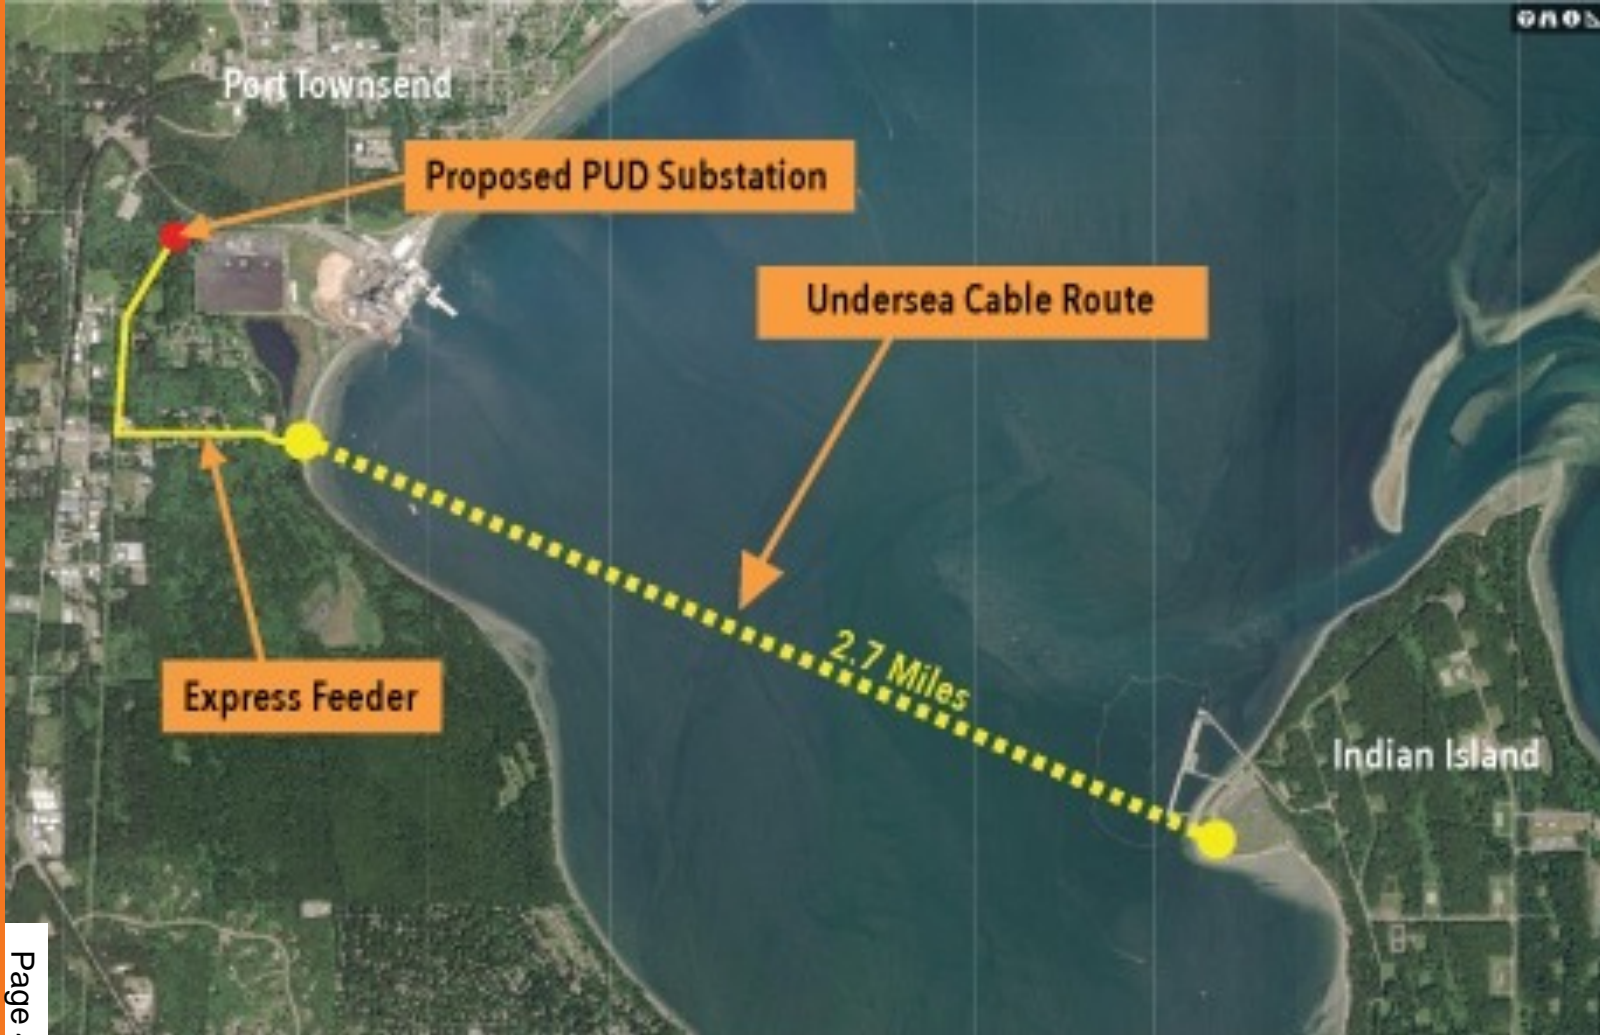 Port Townsend
Proposed PUD Substation
Undersea Cable Route
2.7 Miles
Express Feeder
Indian Island
Page